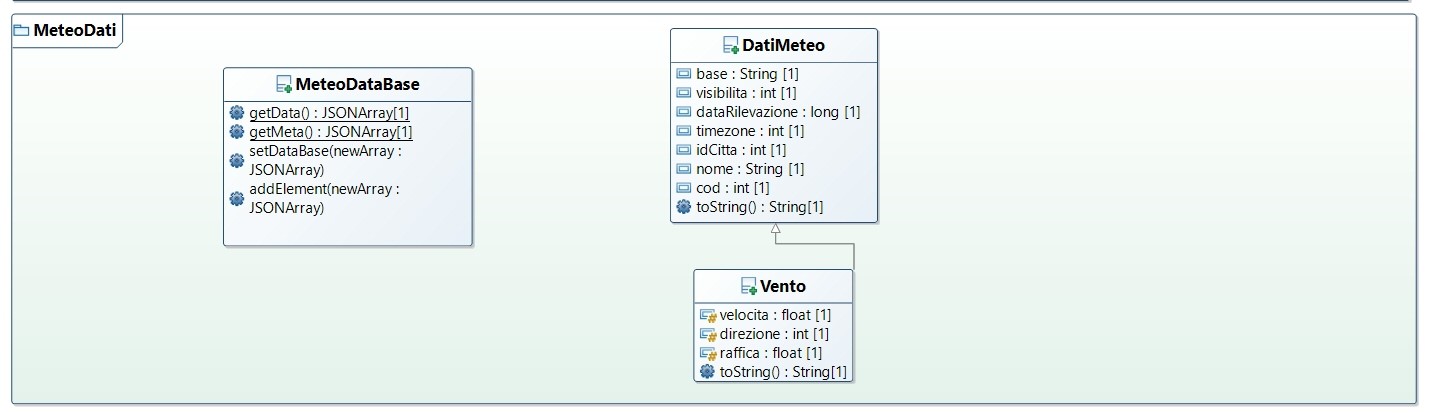 MeteoDati
MeteoDataBase
getData() : JSONArray[1]
getMeta() : JSONArray[1]
setDataBase(newArray :
JSONArray)
addElement(newArray :
JSONArray)
DatiMeteo
base : String [1]
visibilita : int [1]
dataRilevazione : long [1]
timezone : int [1]
idCitta : int [1]
nome : String [1]
cod : int [1]
toString() : String[1]
Vento
velocita : float [1]
direzione : int [1]
raffica : float [1]
toString() : String[1]